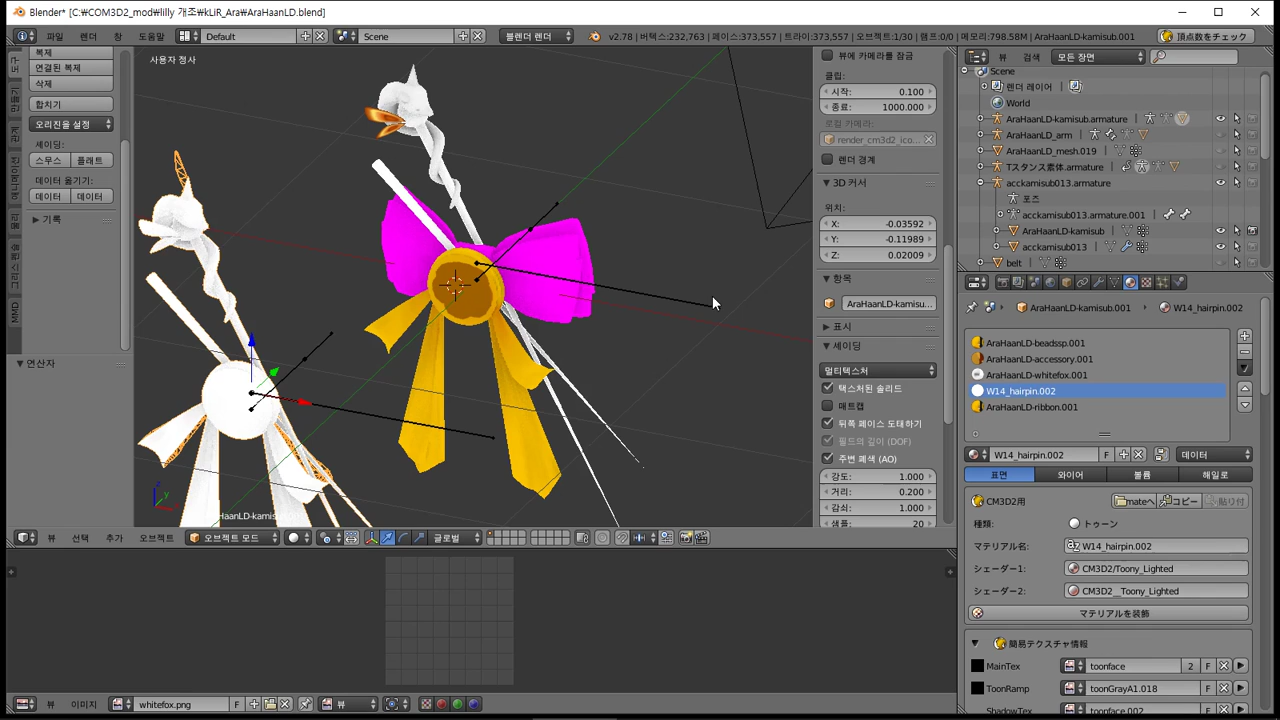 Blender* [C:￦COM3D2_mod￦lilly 개조￦kLiR_Ara￦AraHaanLD.blend]
파일 렌더 창 도움말 Default Scene 블렌더 렌더 v2.78 | 버텍스:232,763 | 페이스:373,557 | 트라이:373,557 | 오브젝트:1/30 | 램프:0/0 | 메모리:798.58M | AraHaanLD-kamisub.001 頂点数をチェック
복제
연결된 복제
삭제
합치기
오리진을 설정
셰이딩:
스무스 플래트
데이터 옮기기:
데이터 데이터
기록
MMD
연산자
사용자 정사
뷰 선택 추가 오브젝트 오브젝트 모드 글로벌
뷰에 카메라를 잠금
클립:
시작: 0.100
종료: 1000.000
로컬 카메라:
render_cm3d2_ico...
렌더 경계
3D 커서
위치:
X: -0.03592
Y: -0.11989
Z: 0.02009
항목
AraHaanLD-kamisu...
표시
셰이딩
멀티텍스처
택스처된 솔리드
매트캡
뒤쪽 페이스 도태하기
필드의 깊이 (DOF)
주변 폐색 (AO)
강도: 1.000
거리: 0.200
감쇠: 1.000
샘플: 20
뷰 검색 모든 장면
Scene
렌더 레이어
World
AraHaanLD-kamisub.armature
AraHaanLD_arm
AraHaanLD_mesh.019
Tスタンス素体.armature
acckamisub013.armature
포즈
acckamisub013.armature.001
AraHaanLD-kamisub
acckamisub013
belt
AraHaanLD-kamisub.001 W14_hairpin.002
AraHaanLD-beadssp.001
AraHaanLD-accessory.001
AraHaanLD-whitefox.001
W14_hairpin.002
AraHaanLD-ribbon.001
W14_hairpin.002 F 데이터
표면 와이어 볼륨 해일로
CM3D2用 mateへ コピー 貼り付
種類: トゥーン
マテリアル名: W14_hairpin.002
シェーダー1: CM3D2/Toony_Lighted
シェーダー2: CM3D2__Toony_Lighted
マテリアルを装飾
簡易テクスチャ情報
MainTex toonface 2 F
ToonRamp toonGrayA1.018 F
ShadowTex toonface.002 F
뷰 이미지 whitefox.png F 뷰